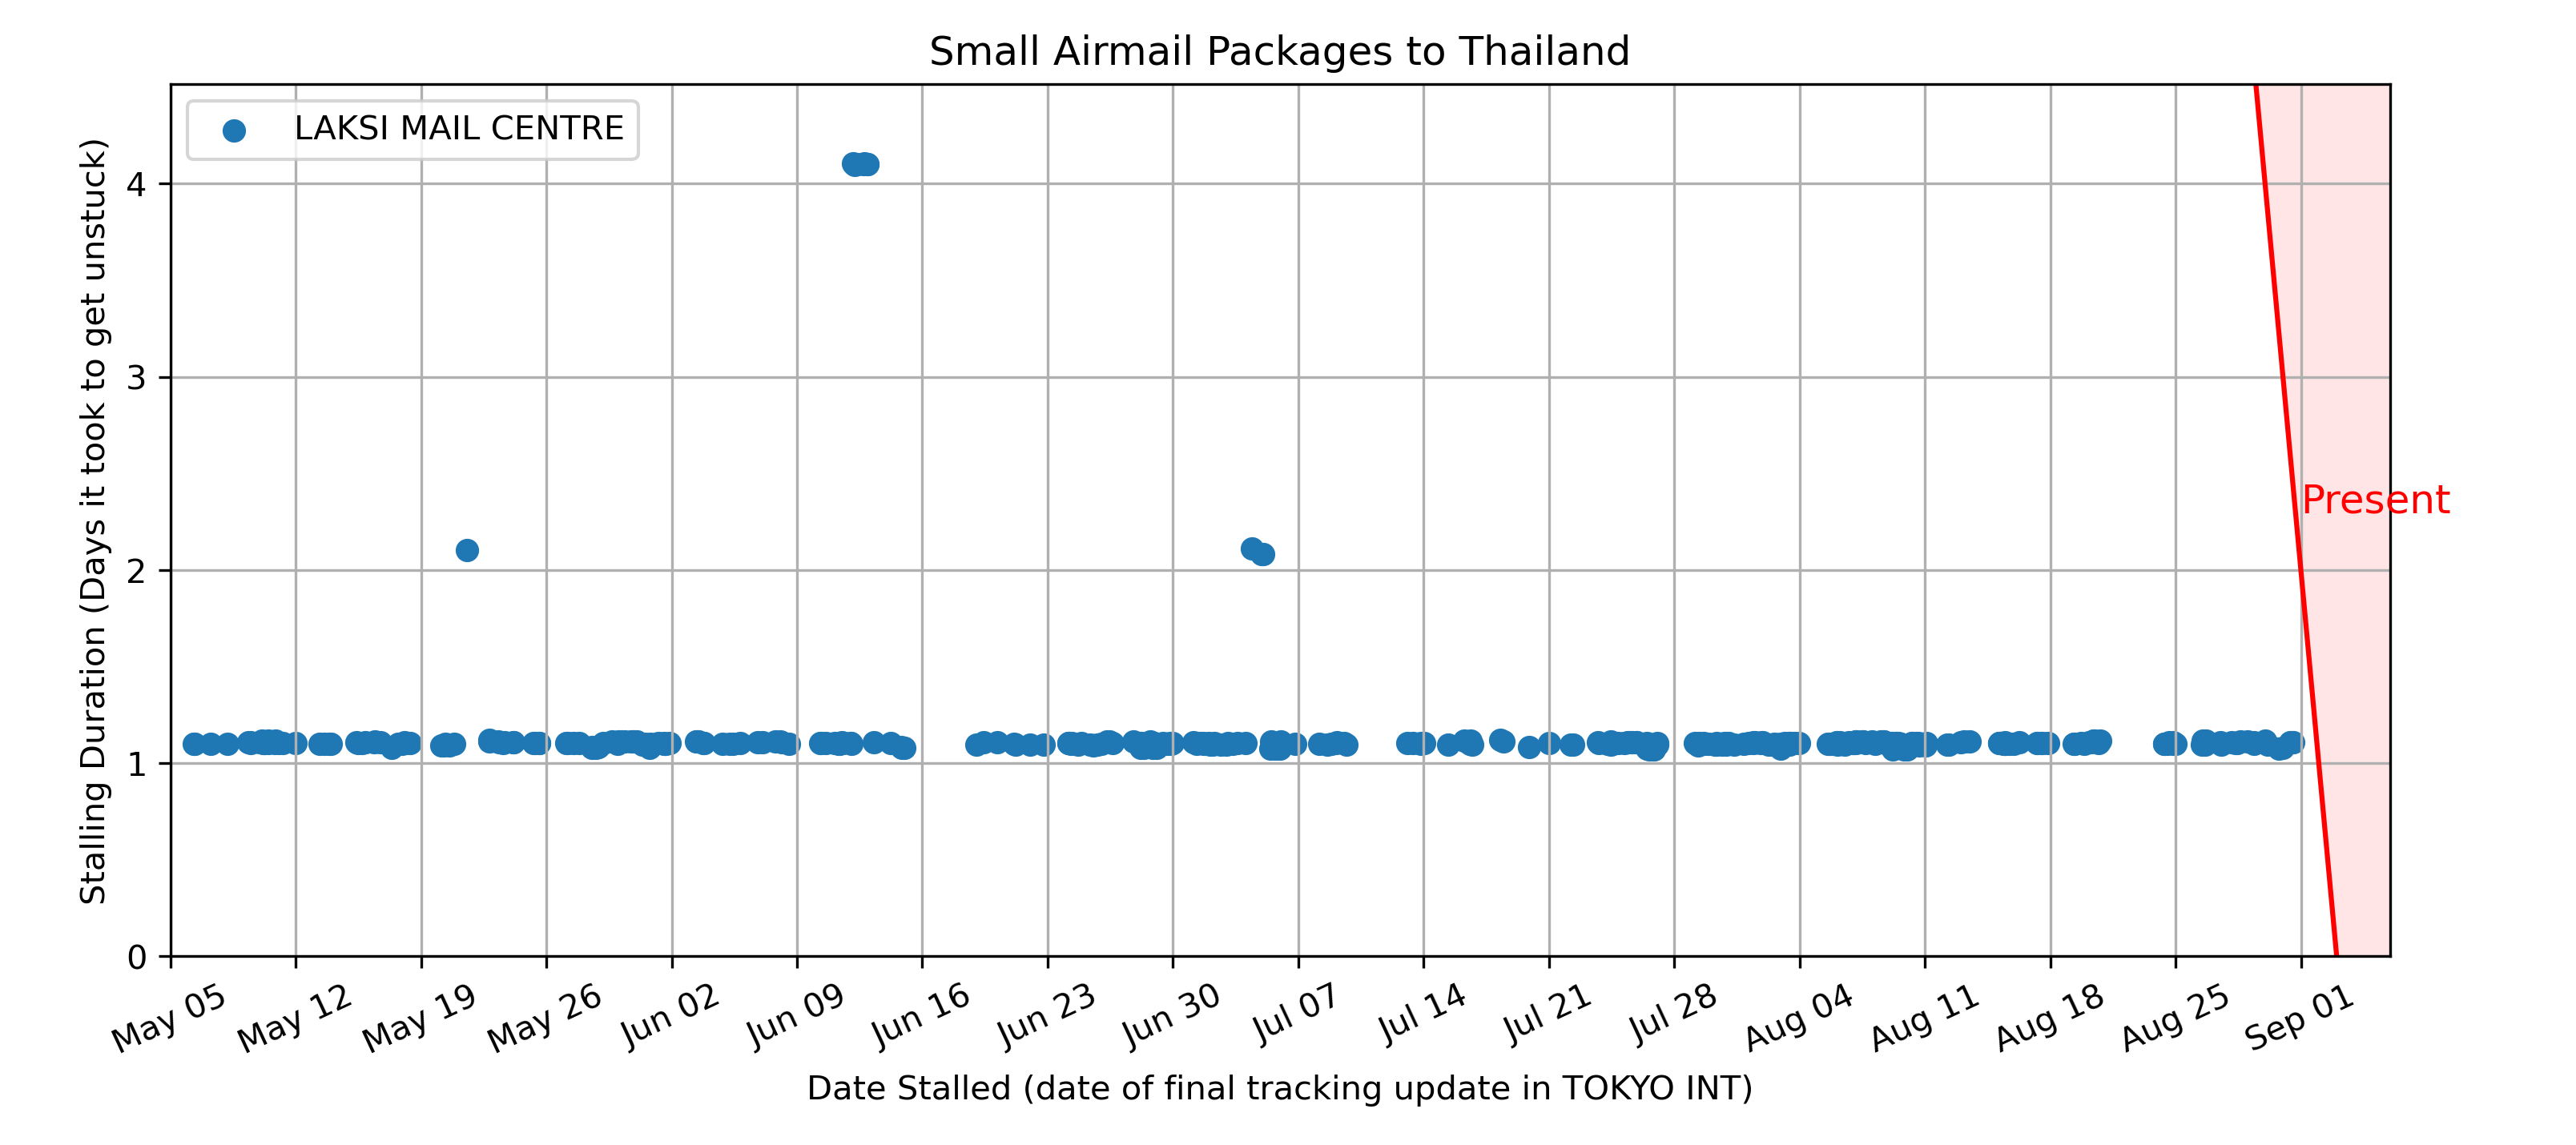 Small Airmail Packages to Thailand
LAKSI MAIL CENTRE
Stalling Duration (Days it took to get unstuck)
4
3
2
1
0
Present
May 05
May 12
May 19
May 26
Jun 02
Jun 09
Jun 16
Jun 23
Jun 30
Jul 07
Jul 14
Jul 21
Jul 28
Aug 04
Aug 11
Aug 18
Aug 25
Sep 01
Date Stalled (date of final tracking update in TOKYO INT)